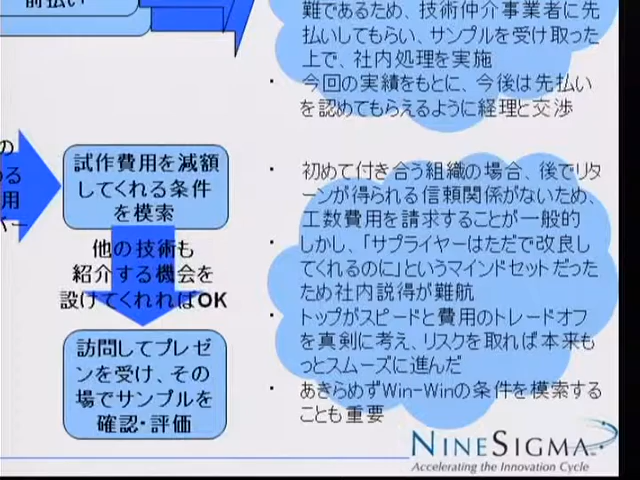 前払い
難であるため、技術仲介事業者に先
払いしてもらい、サンプルを受け取った
上で、社内処理を実施
・ 今回の実績をもとに、今後は先払い
を認めてもらえるように経理と交渉
の
める
用
バー
試作費用を減額
してくれる条件
を模索
他の技術も
紹介する機会を
設けてくれればOK
訪問してプレゼ
ンを受け、その
場でサンプルを
確認・評価
・ 初めて付き合う組織の場合、後でリタ
ーンが得られる信頼関係がないため、
工数費用を請求することが一般的
・ しかし、「サプライヤーはただで改良し
てくれるのに」というマインドセットだっ
ため社内説得が難航
・ トップがスピードと費用のトレードオフ
を真剣に考え、リスクを取れば本来も
っとスムーズに進んだ
・ あきらめずWin-Winの条件を模索する
ことも重要
NINESIGMA
Accelerating the Innovation Cycle